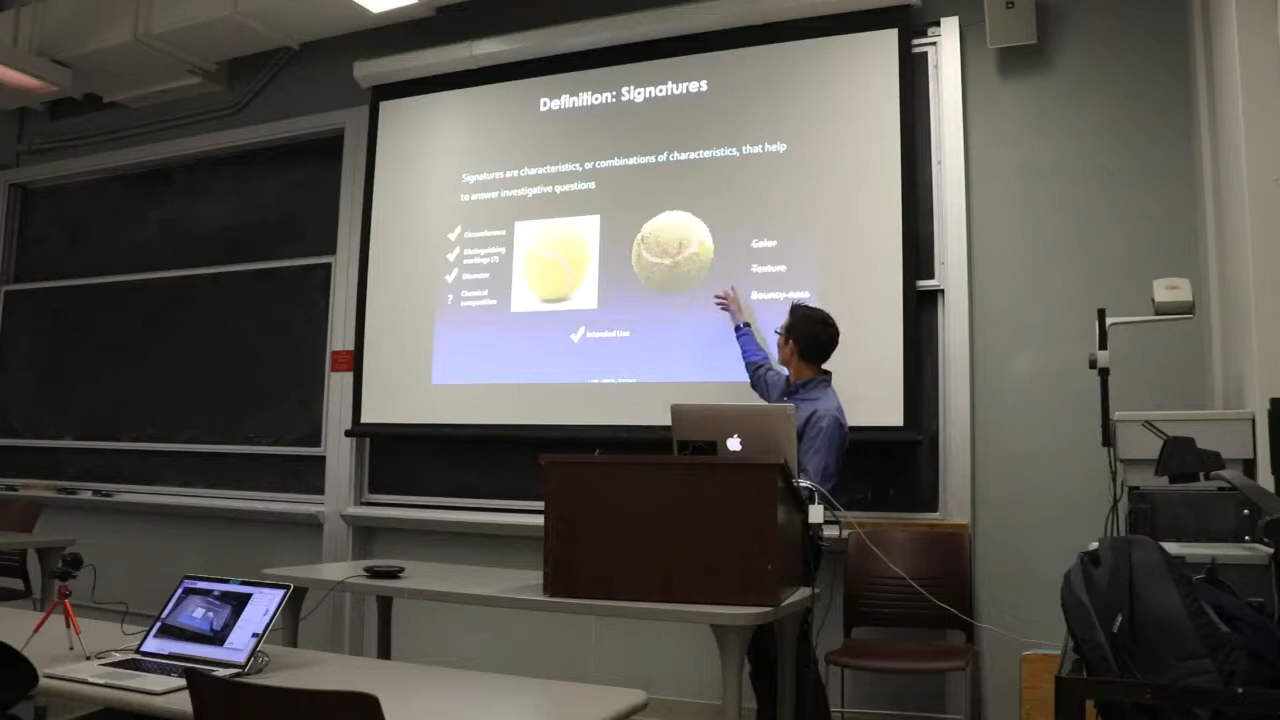 Definition: Signatures
Signatures are characteristics, or combinations of characteristics, that help
to answer investigative questions
Circumference
Distinguishing
markings (?)
Diameter
? Chemical
composition
Color
Texture
Bouncy-ness
Intended Use